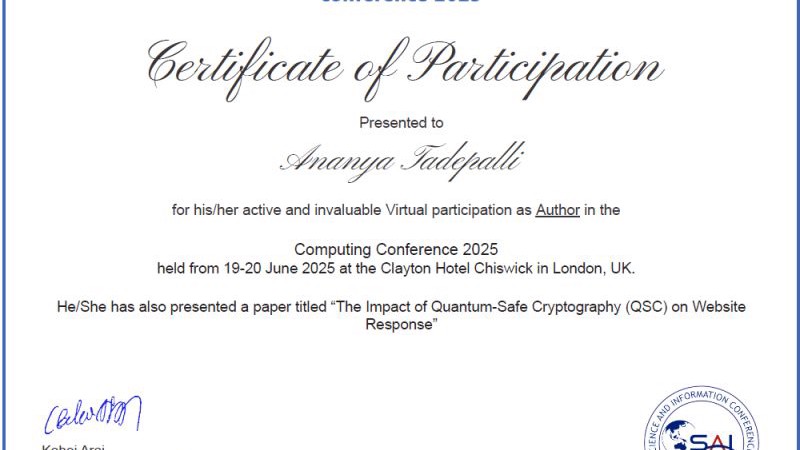 Conference 2025
Certificate of Participation
Presented to
Ananya Tadepalli
for his/her active and invaluable Virtual participation as Author in the
Computing Conference 2025
held from 19-20 June 2025 at the Clayton Hotel Chiswick in London, UK.
He/She has also presented a paper titled “The Impact of Quantum-Safe Cryptography (QSC) on Website
Response”
Kohei Arai
SCIENCE AND INFORMATION CONFERENCE
SAI